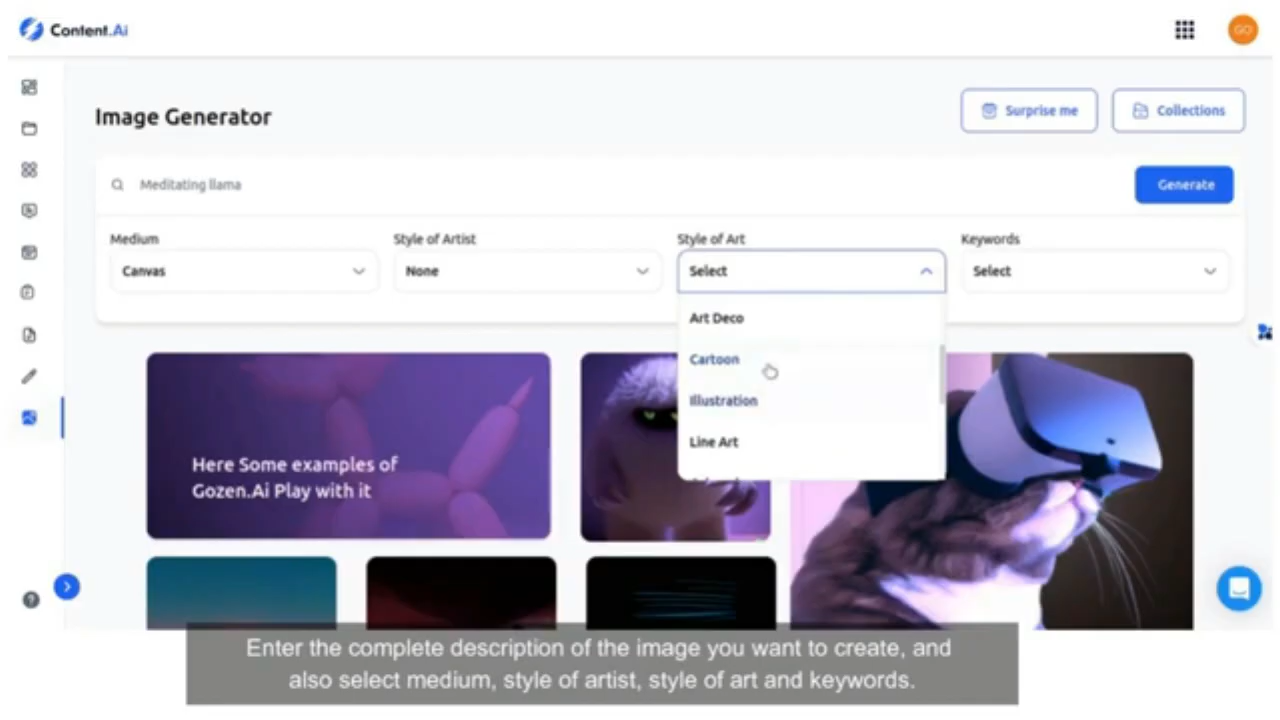 Content.Ai
GO
Image Generator
Surprise me
Collections
Meditating llama
Generate
Medium
Style of Artist
Style of Art
Keywords
Canvas
None
Select
Select
Art Deco
Cartoon
Illustration
Line Art
Here Some examples of
Gozen.Ai Play with it
Enter the complete description of the image you want to create, and
also select medium, style of artist, style of art and keywords.